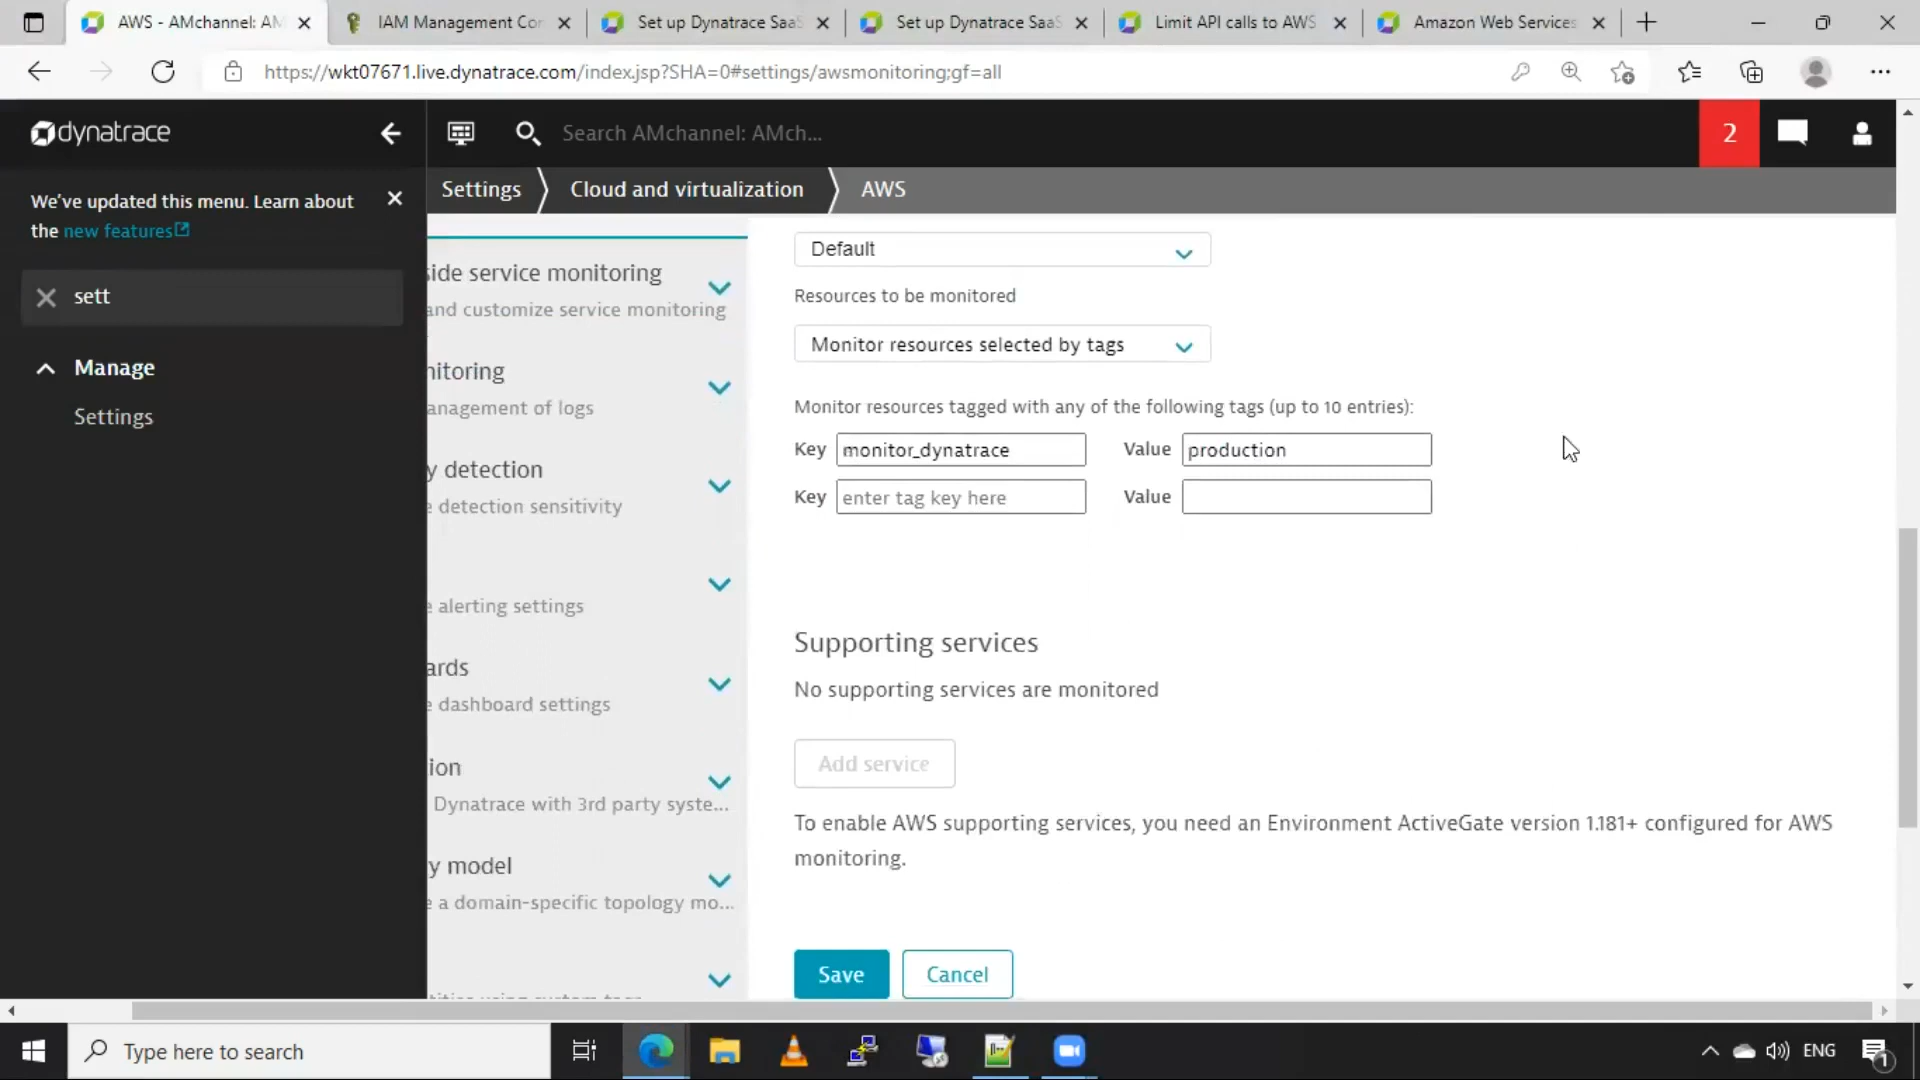 AWS - AMchannel: AM
IAM Management Con
Set up Dynatrace SaaS
Set up Dynatrace SaaS
Limit API calls to AWS
Amazon Web Services
https://wkt07671.live.dynatrace.com/index.jsp?SHA=0#settings/awsmonitoring;gf=all
dynatrace
Search AMchannel: AMch...
2
Settings
Cloud and virtualization
AWS
We've updated this menu. Learn about
the new features
sett
Manage
Settings
side service monitoring
and customize service monitoring
nitoring
anagement of logs
y detection
e detection sensitivity
e alerting settings
ards
e dashboard settings
ion
Dynatrace with 3rd party syste...
y model
e a domain-specific topology mo...
Default
Resources to be monitored
Monitor resources selected by tags
Monitor resources tagged with any of the following tags (up to 10 entries):
Key monitor_dynatrace Value production
Key enter tag key here Value
Supporting services
No supporting services are monitored
Add service
To enable AWS supporting services, you need an Environment ActiveGate version 1.181+ configured for AWS
monitoring.
Save
Cancel
Type here to search
ENG
1